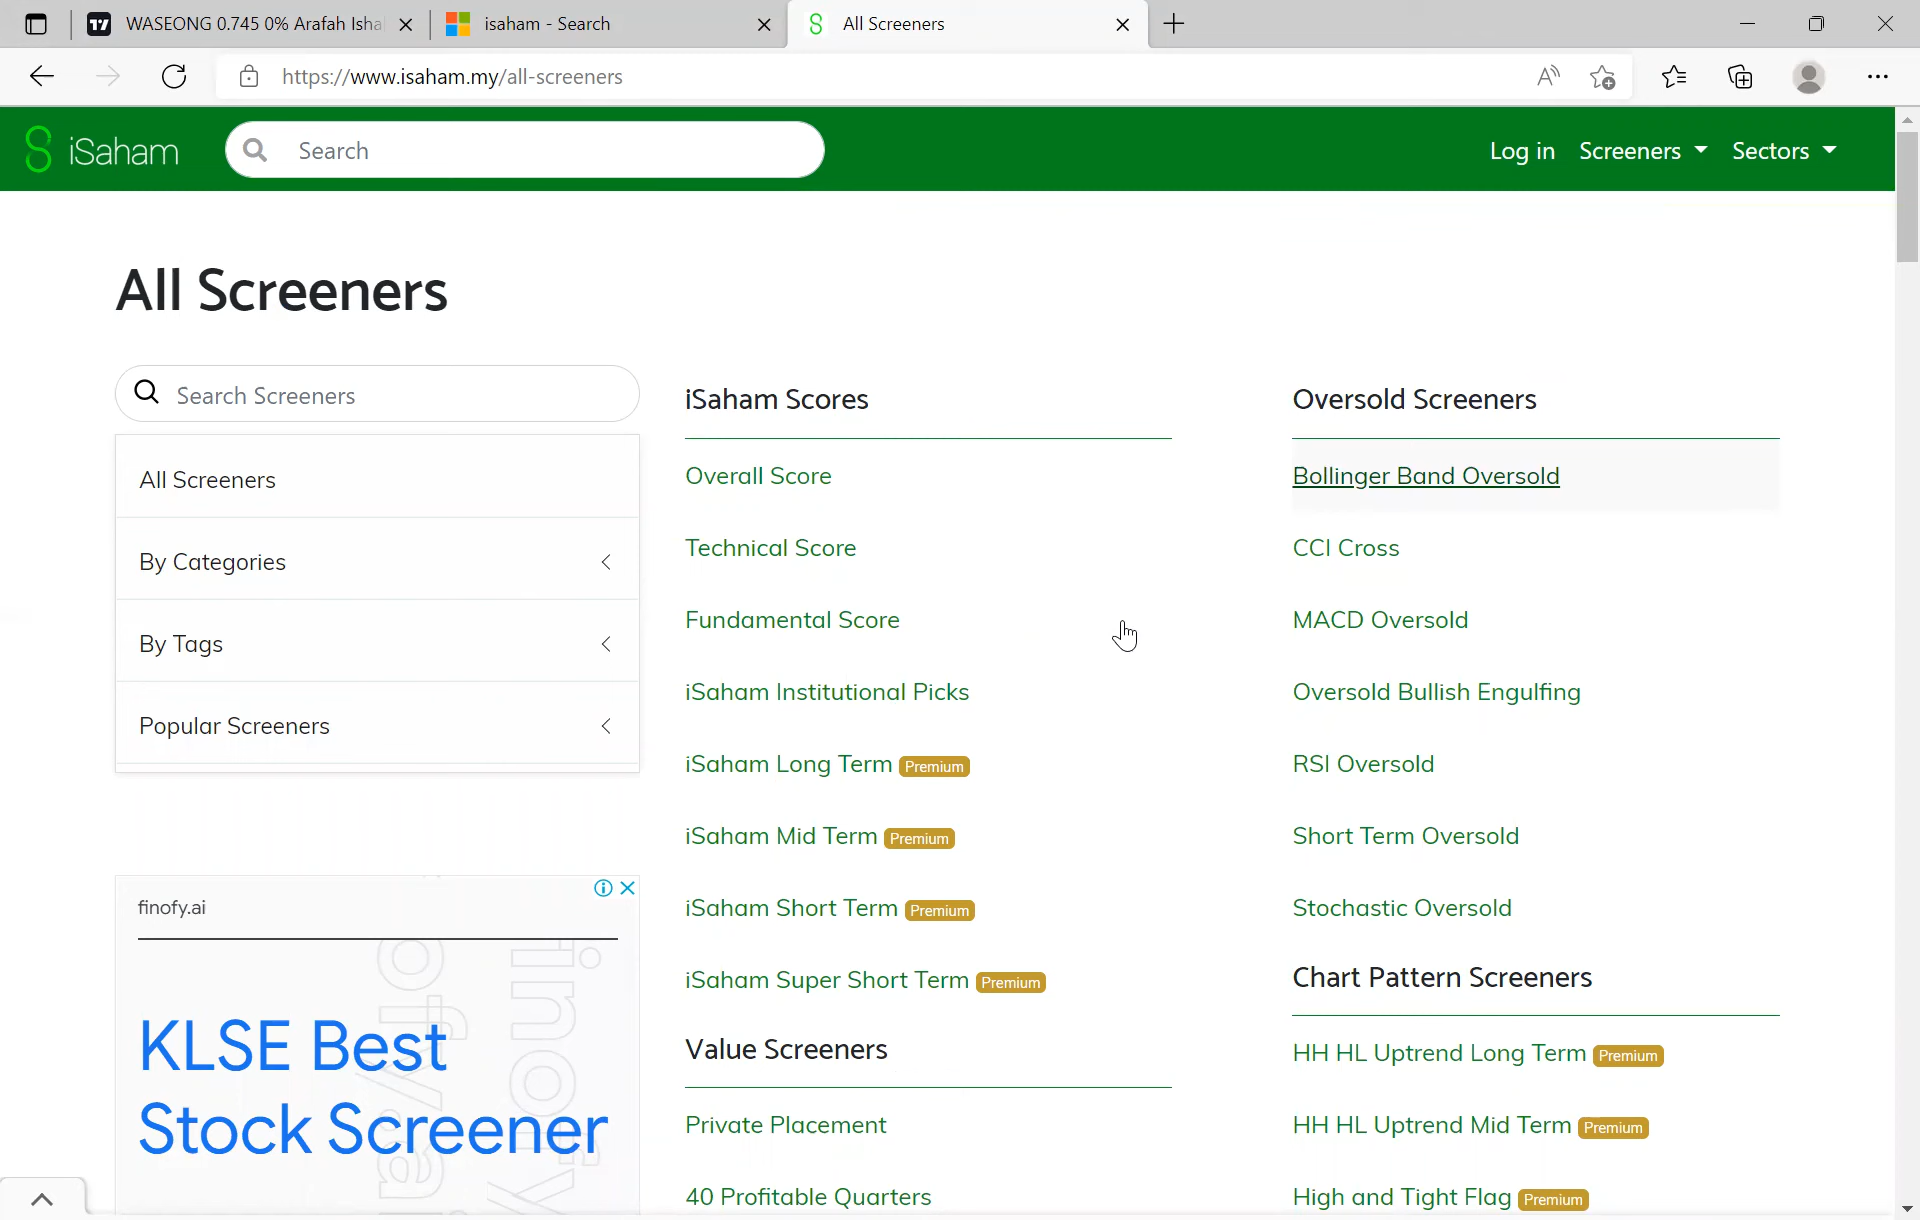 WASEONG 0.745 0% Arafah Isha
isaham - Search
All Screeners
https://www.isaham.my/all-screeners
iSaham
Search
Log in
Screeners
Sectors
All Screeners
Search Screeners
All Screeners
By Categories
By Tags
Popular Screeners
finofy.ai
KLSE Best
Stock Screener
iSaham Scores
Overall Score
Technical Score
Fundamental Score
iSaham Institutional Picks
iSaham Long Term Premium
iSaham Mid Term Premium
iSaham Short Term Premium
iSaham Super Short Term Premium
Value Screeners
Private Placement
40 Profitable Quarters
Oversold Screeners
Bollinger Band Oversold
CCI Cross
MACD Oversold
Oversold Bullish Engulfing
RSI Oversold
Short Term Oversold
Stochastic Oversold
Chart Pattern Screeners
HH HL Uptrend Long Term Premium
HH HL Uptrend Mid Term Premium
High and Tight Flag Premium